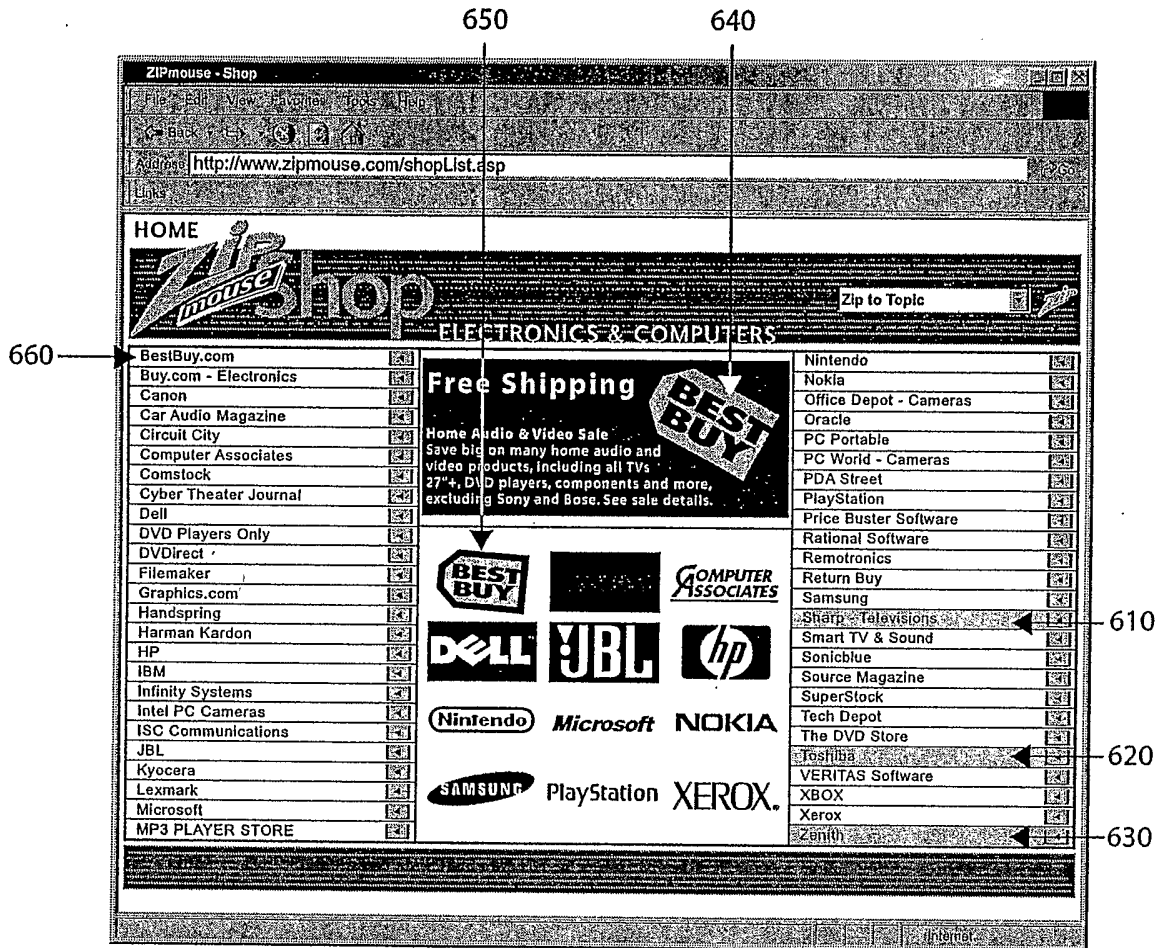 650
640
ZIPmouse - Shop
File Edit View Favorites Tools Help
Back
Address http://www.zipmouse.com/shopList.asp Go
Links
HOME
Zip mouse shop
Zip to Topic
Zip
ELECTRONICS & COMPUTERS
660
BestBuy.com
Buy.com - Electronics
Canon
Car Audio Magazine
Circuit City
Computer Associates
Comstock
Cyber Theater Journal
Dell
DVD Players Only
DVDirect
Filemaker
Graphics.com
Handspring
Harman Kardon
HP
IBM
Infinity Systems
Intel PC Cameras
ISC Communications
JBL
Kyocera
Lexmark
Microsoft
MP3 PLAYER STORE
Free Shipping
BEST
BUY
Home Audio & Video Sale
Save big on many home audio and
video products, including all TVs
27"+, DVD players, components and more,
excluding Sony and Bose. See sale details.
BEST
BUY
COMPUTER
ASSOCIATES
DELL
JBL
hp
Nintendo
Microsoft
NOKIA
SAMSUNG
PlayStation
XEROX.
Nintendo
Nokia
Office Depot - Cameras
Oracle
PC Portable
PC World - Cameras
PDA Street
PlayStation
Price Buster Software
Rational Software
Remotronics
Return Buy
Samsung
Sharp - Televisions
610
Smart TV & Sound
Sonicblue
Source Magazine
SuperStock
Tech Depot
The DVD Store
Toshiba
620
VERITAS Software
XBOX
Xerox
Zenith
630
Internet